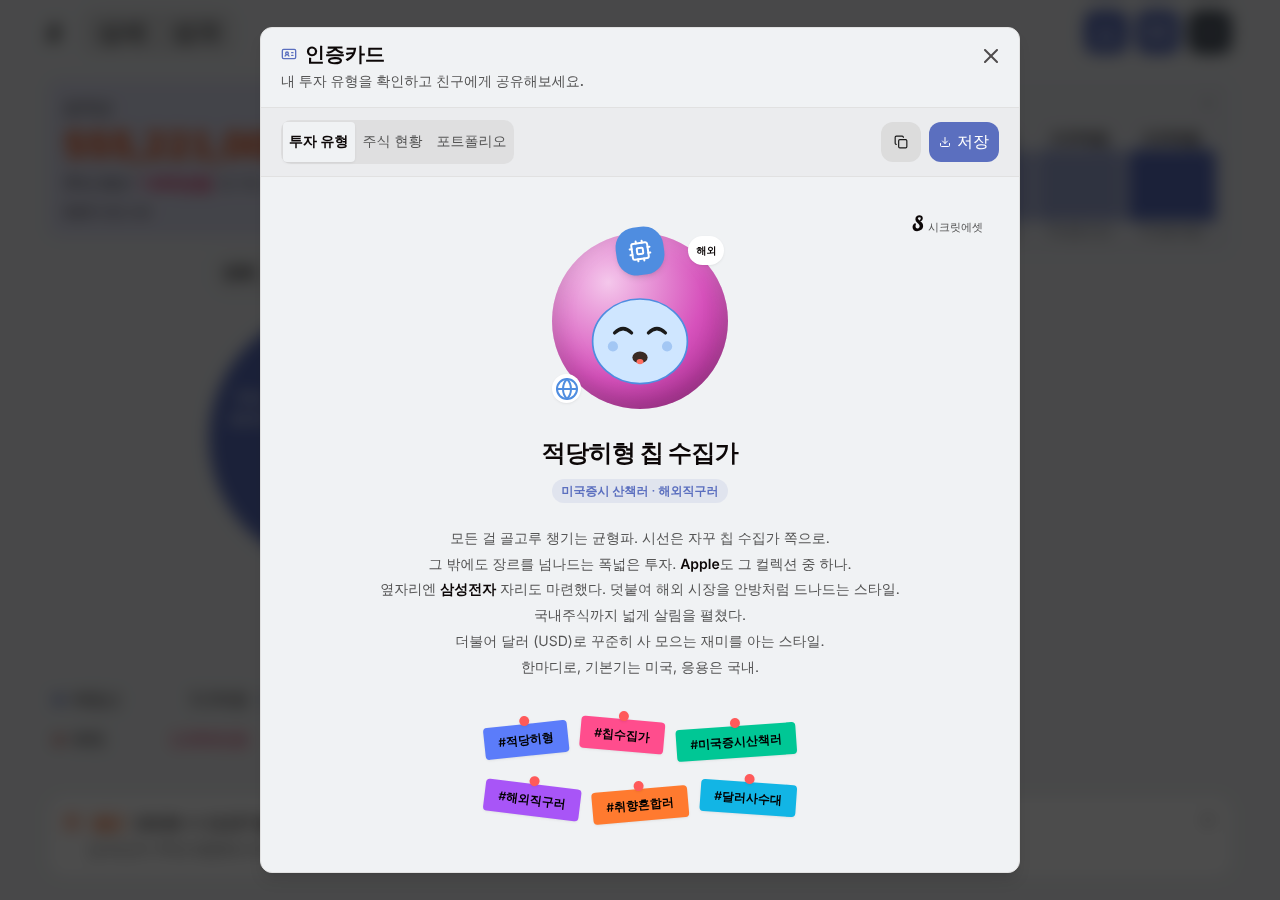 인증카드
내 투자 유형을 확인하고 친구에게 공유해보세요.
투자 유형 주식 현황 포트폴리오 저장
시크릿에셋
해외
적당히형 칩 수집가
미국증시 산책러 · 해외직구러
모든 걸 골고루 챙기는 균형파. 시선은 자꾸 칩 수집가 쪽으로.
그 밖에도 장르를 넘나드는 폭넓은 투자. Apple도 그 컬렉션 중 하나.
옆자리엔 삼성전자 자리도 마련했다. 덧붙여 해외 시장을 안방처럼 드나드는 스타일.
국내주식까지 넓게 살림을 펼쳤다.
더불어 달러 (USD)로 꾸준히 사 모으는 재미를 아는 스타일.
한마디로, 기본기는 미국, 응용은 국내.
#적당히형 #칩수집가 #미국증시산책러
#해외직구러 #취향혼합러 #달러사수대